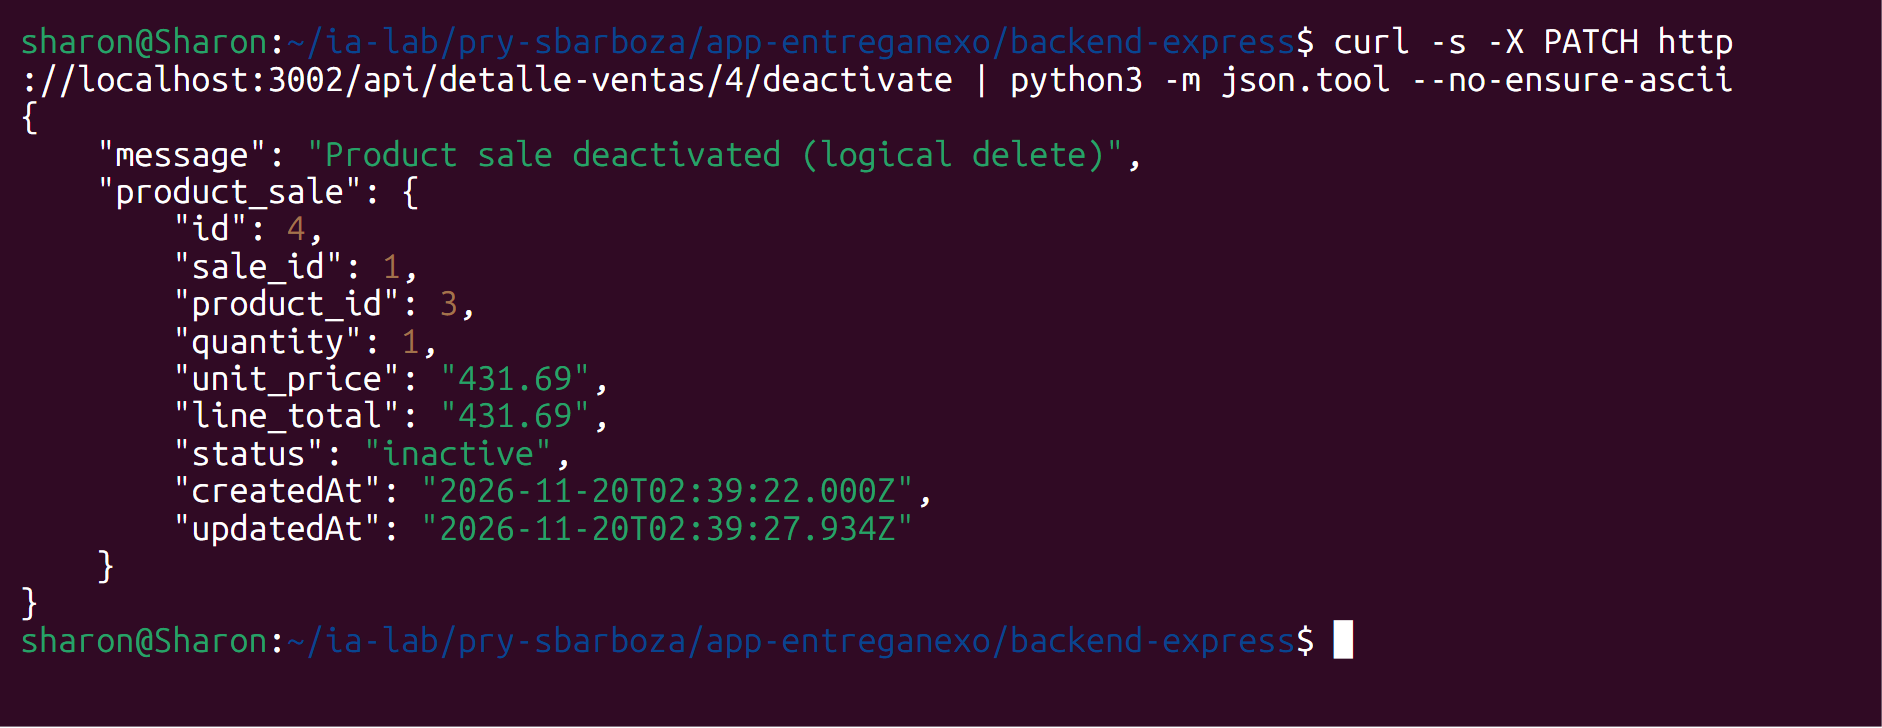 sharon@Sharon:~/ia-lab/pry-sbarboza/app-entreganexo/backend-express$ curl -s -X PATCH http
://localhost:3002/api/detalle-ventas/4/deactivate | python3 -m json.tool --no-ensure-ascii
{
    "message": "Product sale deactivated (logical delete)",
    "product_sale": {
        "id": 4,
        "sale_id": 1,
        "product_id": 3,
        "quantity": 1,
        "unit_price": "431.69",
        "line_total": "431.69",
        "status": "inactive",
        "createdAt": "2026-11-20T02:39:22.000Z",
        "updatedAt": "2026-11-20T02:39:27.934Z"
    }
}
sharon@Sharon:~/ia-lab/pry-sbarboza/app-entreganexo/backend-express$